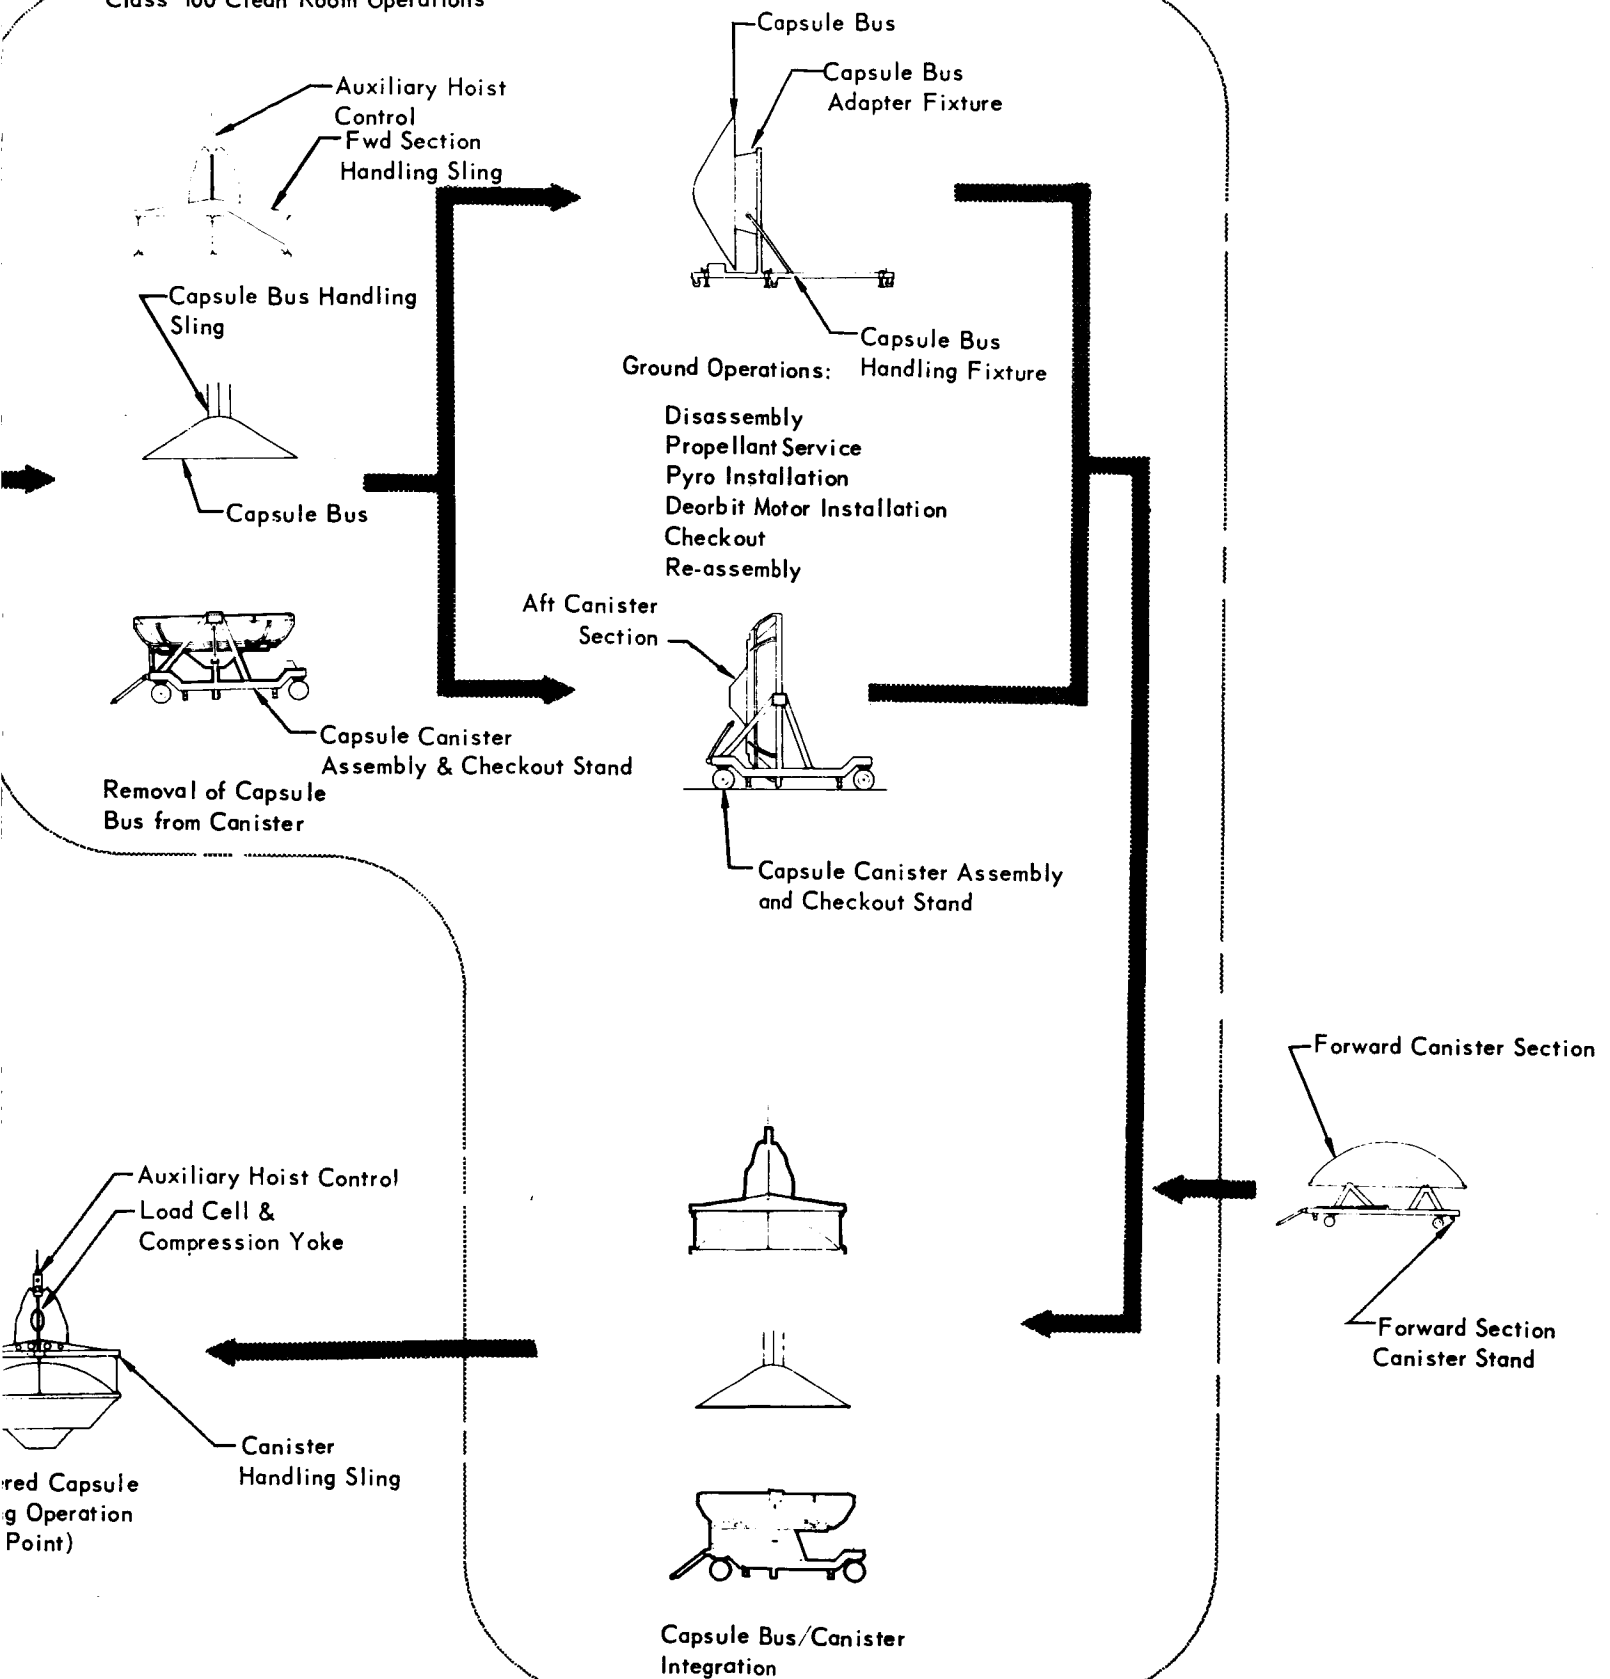 Class 100 Clean Room Operations
Capsule Bus
Capsule Bus
Adapter Fixture
Auxiliary Hoist
Control
Fwd Section
Handling Sling
Capsule Bus Handling
Sling
Capsule Bus
Handling Fixture
Ground Operations:
Disassembly
Propellant Service
Pyro Installation
Deorbit Motor Installation
Checkout
Re-assembly
Capsule Bus
Aft Canister
Section
Capsule Canister
Assembly & Checkout Stand
Removal of Capsule
Bus from Canister
Capsule Canister Assembly
and Checkout Stand
Forward Canister Section
Auxiliary Hoist Control
Load Cell &
Compression Yoke
Forward Section
Canister Stand
Canister
Handling Sling
Capsule
Operation
Point)
Capsule Bus/Canister
Integration